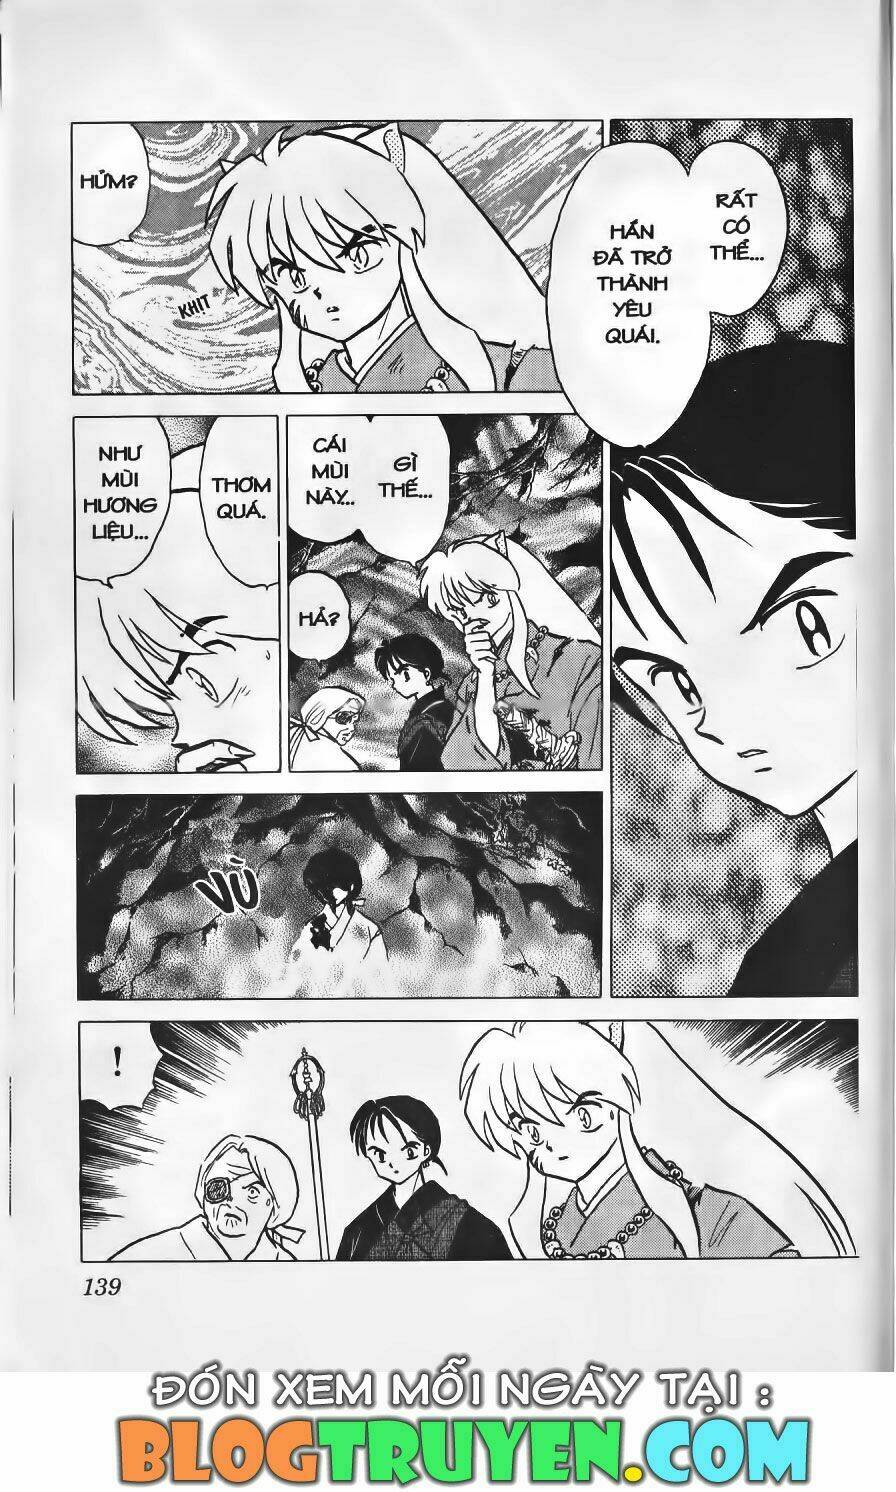 RẤT
CÓ
THỂ...
HẮN
ĐÃ TRỞ
THÀNH
YÊU
QUÁI.
HỬM?
KHỊT
GÌ
THẾ...
CÁI
MÙI
NÀY...
HẢ?
THƠM
QUÁ.
NHƯ
MÙI
HƯƠNG
LIỆU...
VÙ
!
139
ĐÓN XEM MỖI NGÀY TẠI :
BLOGTRUYEN.COM